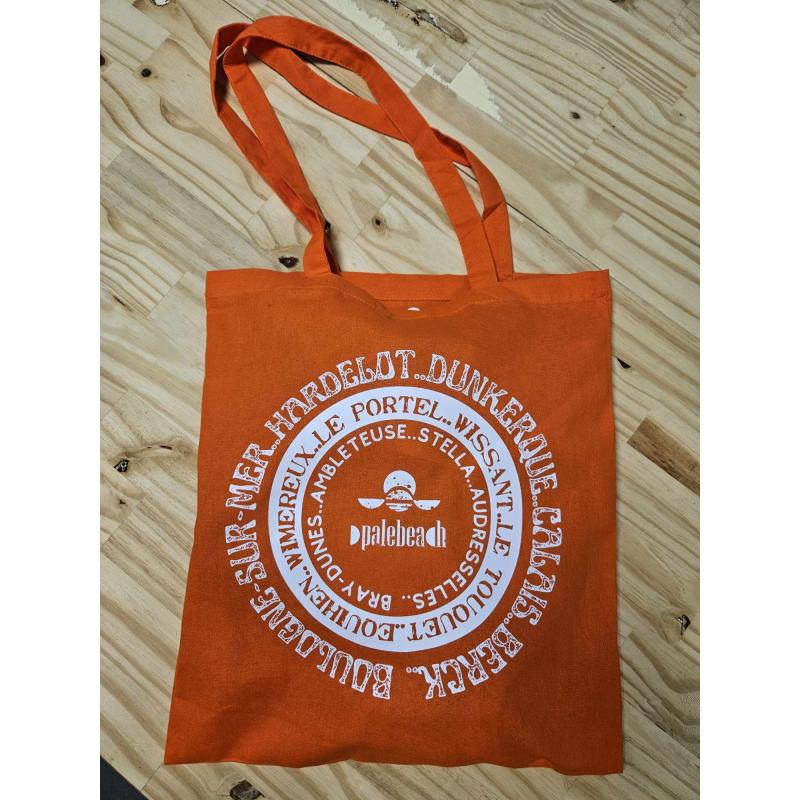 BOULOGNE-SUR-MER..HARDELOT..DUNKERQUE..CALAIS..BERCK..
EQUIHEN..WIMEREUX..LE PORTEL..WISSANT..LE TOUQUET..
BRAY-DUNES..AMBLETEUSE..STELLA..AUDRESSELLES..
Opalebeach